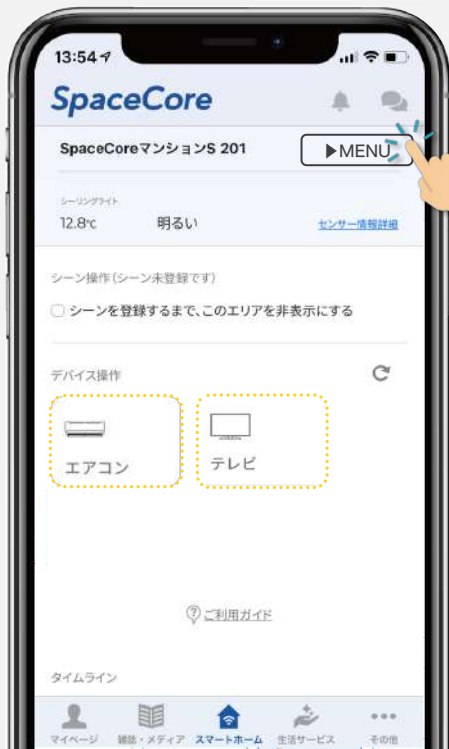 13:54
SpaceCore
SpaceCoreマンションS 201
▶MENU
シーリングライト
12.8℃ 明るい センサー情報詳細
シーン操作(シーン未登録です)
シーンを登録するまで、このエリアを非表示にする
デバイス操作
エアコン テレビ
? ご利用ガイド
タイムライン
マイページ 雑誌・メディア スマートホーム 生活サービス その他